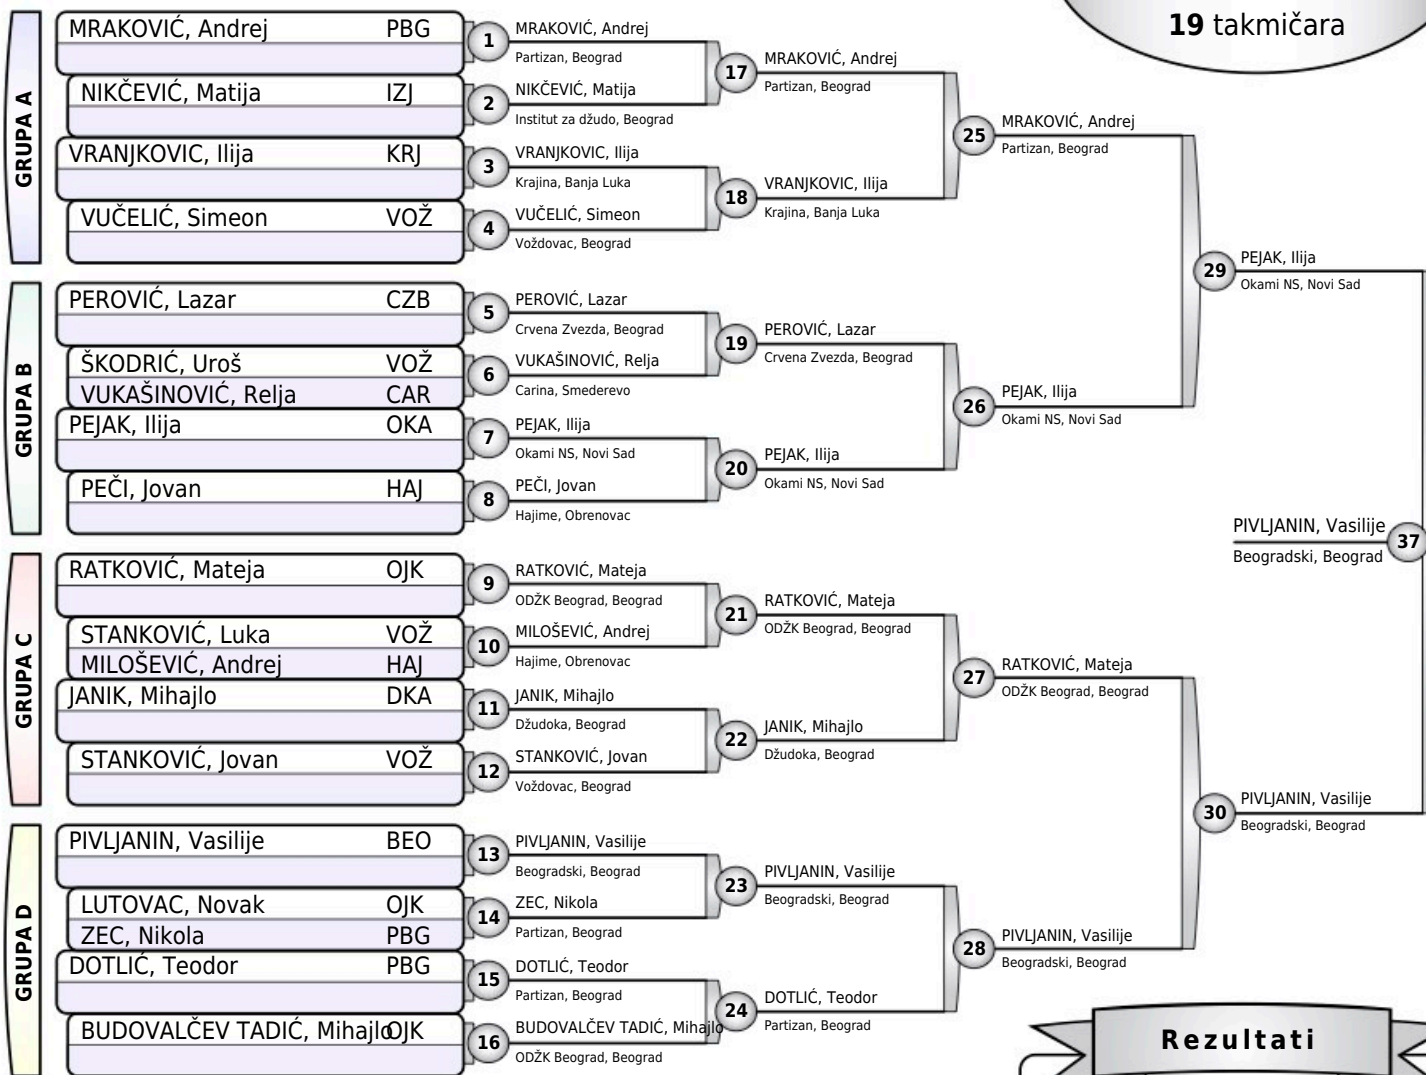 19 takmičara
GRUPA A
MRAKOVIĆ, Andrej PBG
NIKČEVIĆ, Matija IZJ
VRANJKOVIC, Ilija KRJ
VUČELIĆ, Simeon VOŽ
1 MRAKOVIĆ, Andrej
Partizan, Beograd
2 NIKČEVIĆ, Matija
Institut za džudo, Beograd
3 VRANJKOVIĆ, Ilija
Krajina, Banja Luka
4 VUČELIĆ, Simeon
Voždovac, Beograd
17 MRAKOVIĆ, Andrej
Partizan, Beograd
18 VRANJKOVIC, Ilija
Krajina, Banja Luka
25 MRAKOVIĆ, Andrej
Partizan, Beograd
GRUPA B
PEROVIĆ, Lazar CZB
ŠKODRIĆ, Uroš VOŽ
VUKAŠINOVIĆ, Relja CAR
PEJAK, Ilija OKA
PEČI, Jovan HAJ
5 PEROVIĆ, Lazar
Crvena Zvezda, Beograd
6 VUKAŠINOVIĆ, Relja
Carina, Smederevo
7 PEJAK, Ilija
Okami NS, Novi Sad
8 PEČI, Jovan
Hajime, Obrenovac
19 PEROVIĆ, Lazar
Crvena Zvezda, Beograd
20 PEJAK, Ilija
Okami NS, Novi Sad
26 PEJAK, Ilija
Okami NS, Novi Sad
29 PEJAK, Ilija
Okami NS, Novi Sad
PIVLJANIN, Vasilije 37
Beogradski, Beograd
GRUPA C
RATKOVIĆ, Mateja OJK
STANKOVIĆ, Luka VOŽ
MILOŠEVIĆ, Andrej HAJ
JANIK, Mihajlo DKA
STANKOVIĆ, Jovan VOŽ
9 RATKOVIĆ, Mateja
ODŽK Beograd, Beograd
10 MILOŠEVIĆ, Andrej
Hajime, Obrenovac
11 JANIK, Mihajlo
Džudoka, Beograd
12 STANKOVIĆ, Jovan
Voždovac, Beograd
21 RATKOVIĆ, Mateja
ODŽK Beograd, Beograd
22 JANIK, Mihajlo
Džudoka, Beograd
27 RATKOVIĆ, Mateja
ODŽK Beograd, Beograd
GRUPA D
PIVLJANIN, Vasilije BEO
LUTOVAC, Novak OJK
ZEC, Nikola PBG
DOTLIĆ, Teodor PBG
BUDOVALČEV TADIĆ, Mihajlo OJK
13 PIVLJANIN, Vasilije
Beogradski, Beograd
14 ZEC, Nikola
Partizan, Beograd
15 DOTLIĆ, Teodor
Partizan, Beograd
16 BUDOVALČEV TADIĆ, Mihajlo
ODŽK Beograd, Beograd
23 PIVLJANIN, Vasilije
Beogradski, Beograd
24 DOTLIĆ, Teodor
Partizan, Beograd
28 PIVLJANIN, Vasilije
Beogradski, Beograd
30 PIVLJANIN, Vasilije
Beogradski, Beograd
Rezultati